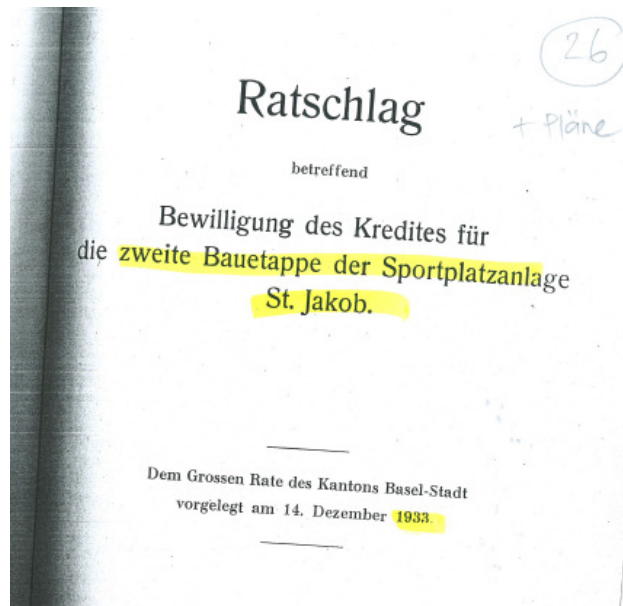 26
Ratschlag
+ Pläne
betreffend
Bewilligung des Kredites für
die zweite Bauetappe der Sportplatzanlage
St. Jakob.
Dem Grossen Rate des Kantons Basel-Stadt
vorgelegt am 14. Dezember 1933.